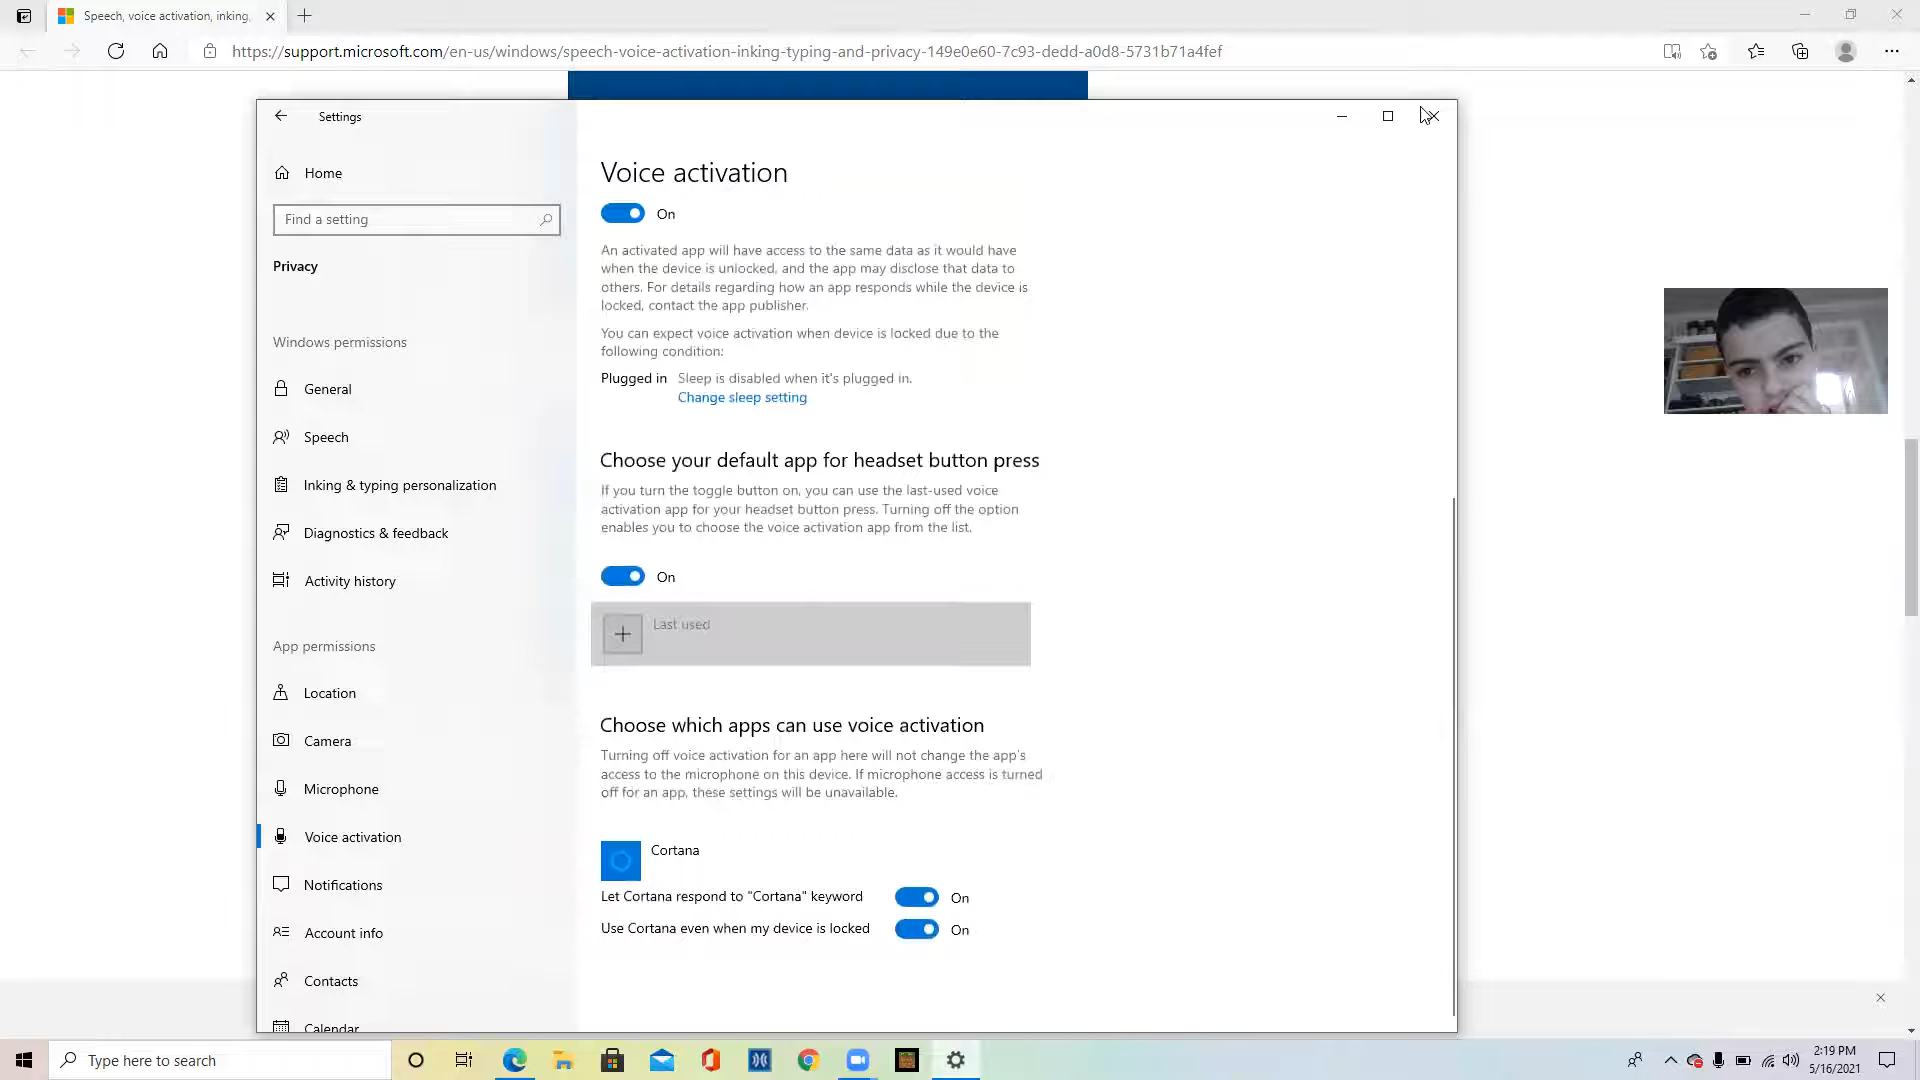 Speech, voice activation, inking,
https://support.microsoft.com/en-us/windows/speech-voice-activation-inking-typing-and-privacy-149e0e60-7c93-dedd-a0d8-5731b71a4fef
Settings
Home
Find a setting
Privacy
Windows permissions
General
Speech
Inking & typing personalization
Diagnostics & feedback
Activity history
App permissions
Location
Camera
Microphone
Voice activation
Notifications
Account info
Contacts
Calendar
Voice activation
On
An activated app will have access to the same data as it would have
when the device is unlocked, and the app may disclose that data to
others. For details regarding how an app responds while the device is
locked, contact the app publisher.
You can expect voice activation when device is locked due to the
following condition:
Plugged in Sleep is disabled when it's plugged in.
Change sleep setting
Choose your default app for headset button press
If you turn the toggle button on, you can use the last-used voice
activation app for your headset button press. Turning off the option
enables you to choose the voice activation app from the list.
On
Last used
Choose which apps can use voice activation
Turning off voice activation for an app here will not change the app's
access to the microphone on this device. If microphone access is turned
off for an app, these settings will be unavailable.
Cortana
Let Cortana respond to "Cortana" keyword On
Use Cortana even when my device is locked On
Type here to search
2:19 PM
5/16/2021